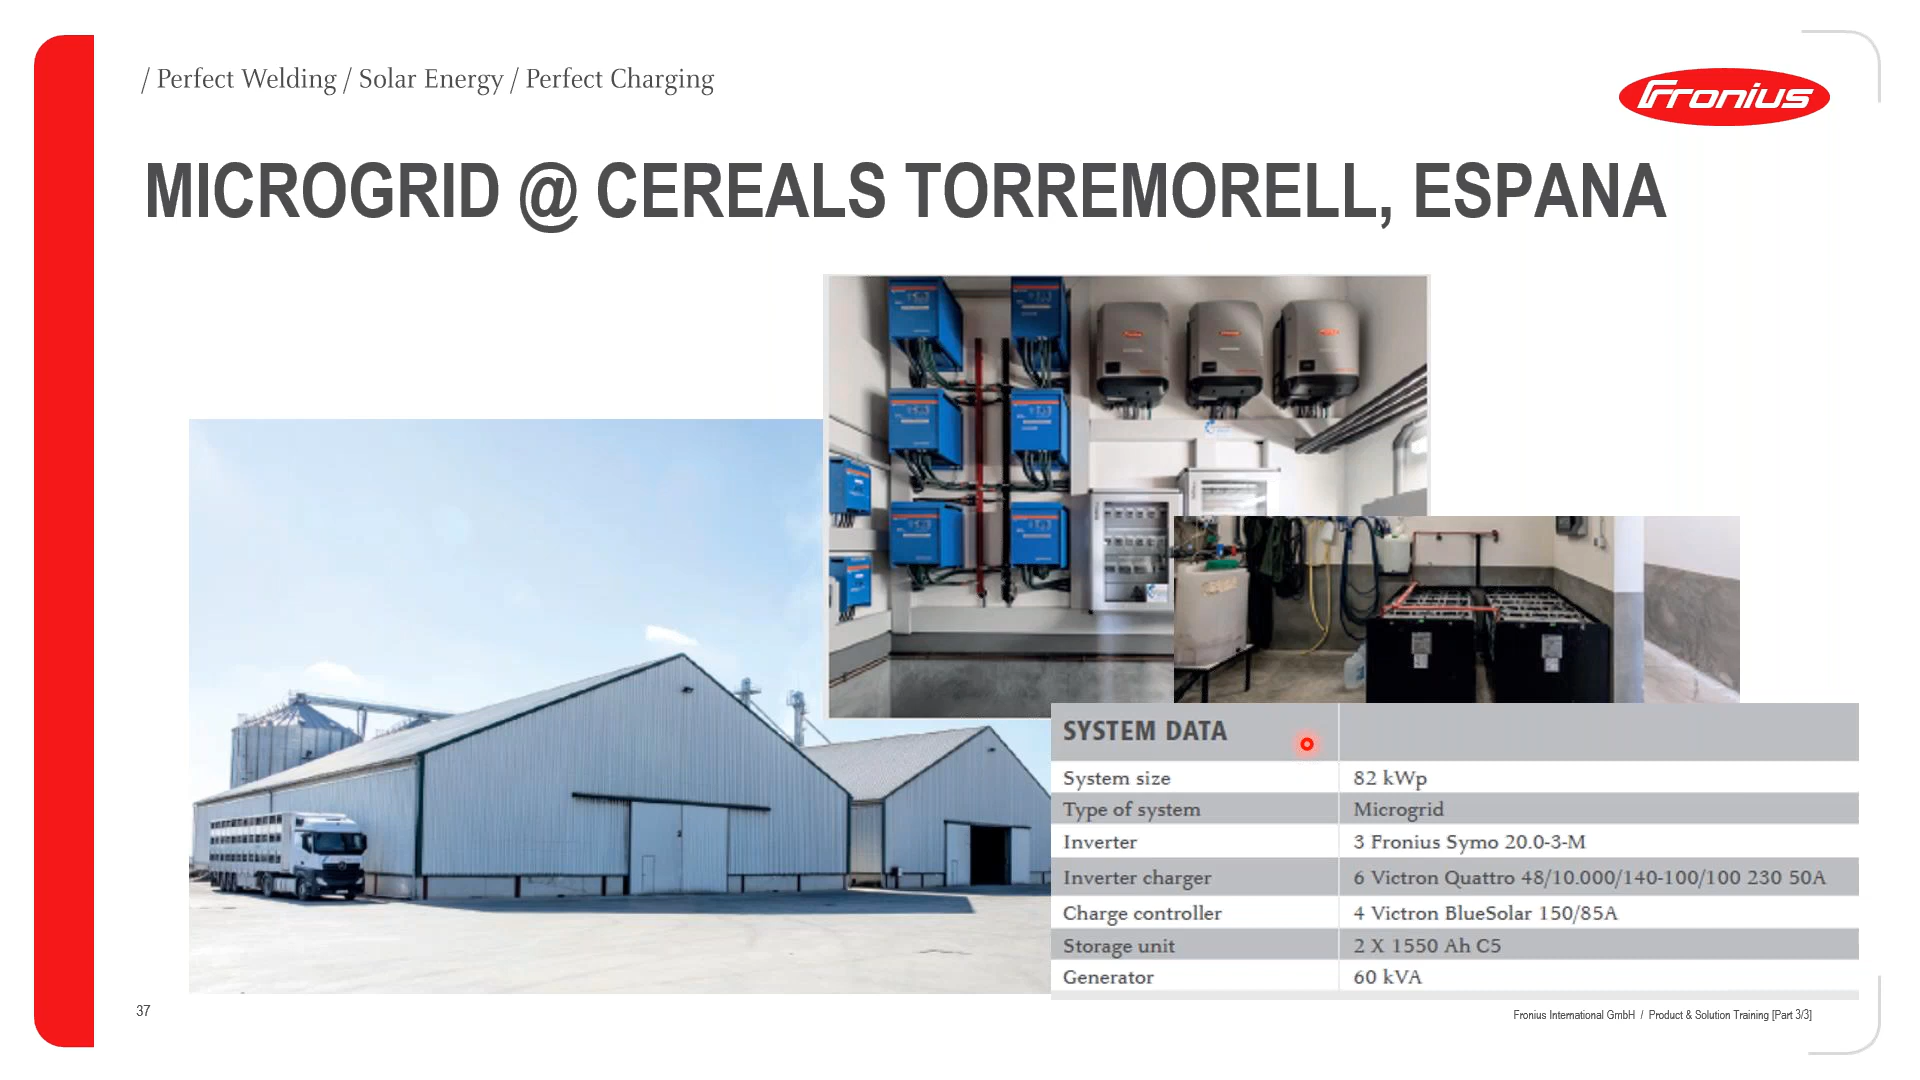 / Perfect Welding / Solar Energy / Perfect Charging
Fronius
MICROGRID @ CEREALS TORREMORELL, ESPANA
SYSTEM DATA
System size 82 kWp
Type of system Microgrid
Inverter 3 Fronius Symo 20.0-3-M
Inverter charger 6 Victron Quattro 48/10.000/140-100/100 230 50A
Charge controller 4 Victron BlueSolar 150/85A
Storage unit 2 X 1550 Ah C5
Generator 60 kVA
37
Fronius International GmbH / Product & Solution Training [Part 3/3]